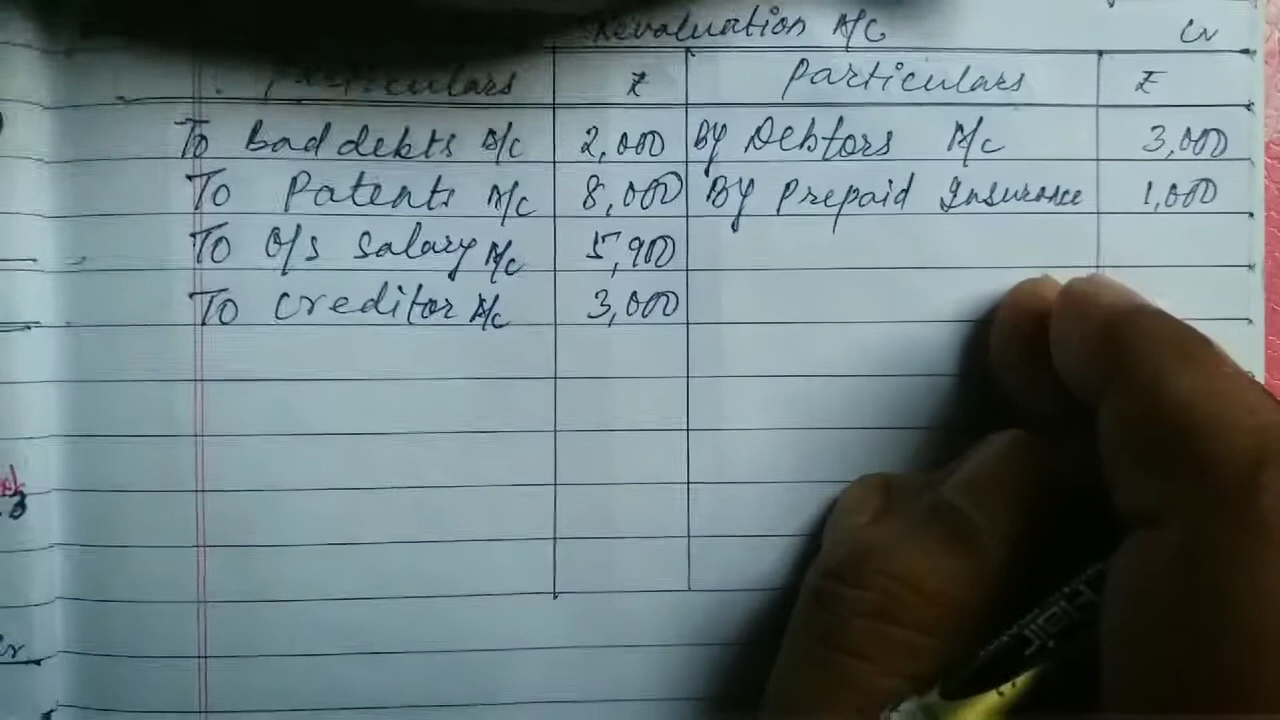 Revaluation A/C Cr
Particulars ₹ Particulars ₹
To Bad debts A/c 2,000 By Debtors A/c 3,000
To Patents A/c 8,000 By Prepaid Insurance 1,000
To O/s Salary A/c 5,900
To Creditor A/c 3,000